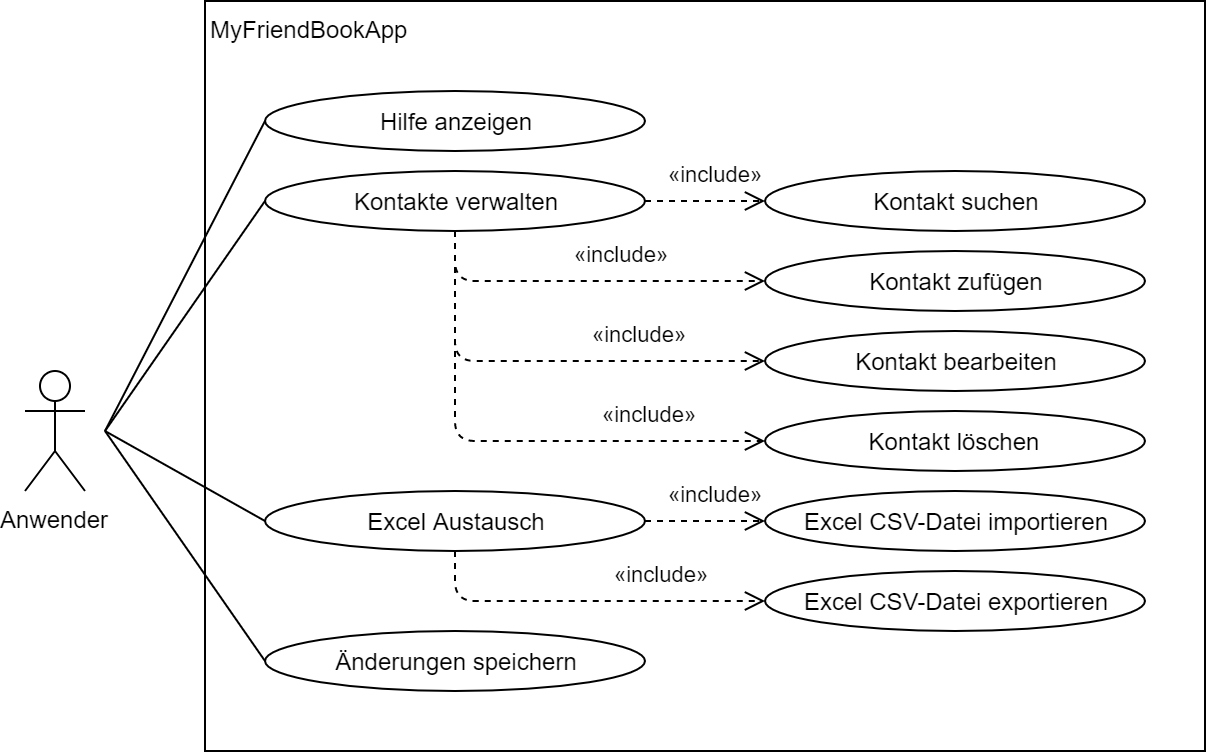 MyFriendBookApp
Hilfe anzeigen
Kontakte verwalten
«include»
Kontakt suchen
«include»
Kontakt zufügen
«include»
Kontakt bearbeiten
«include»
Kontakt löschen
Anwender
Excel Austausch
«include»
Excel CSV-Datei importieren
«include»
Excel CSV-Datei exportieren
Änderungen speichern